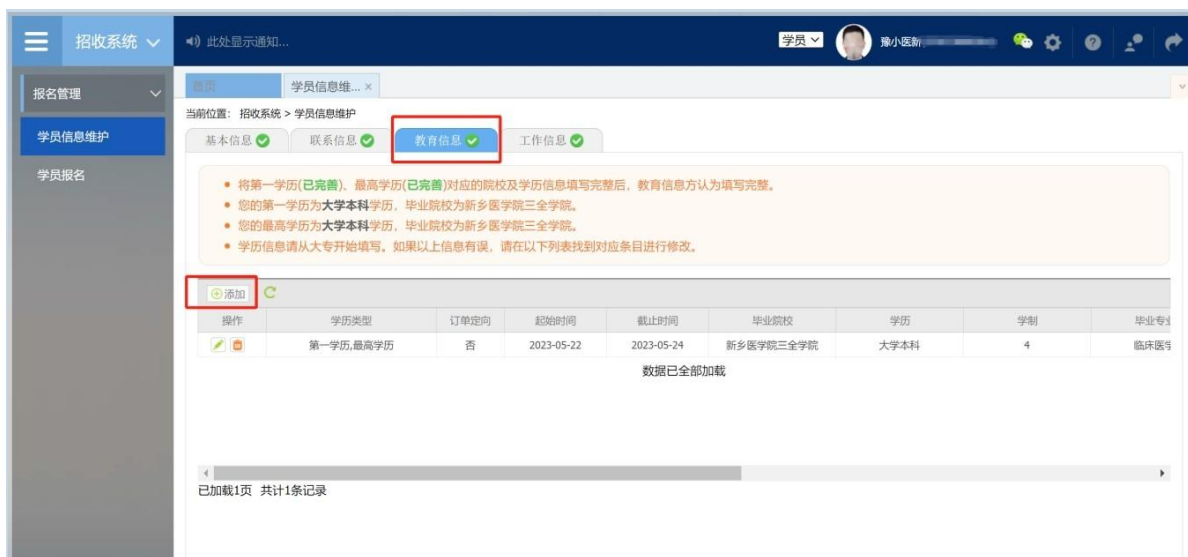 招收系统
此处显示通知...
学员
豫小医新
报名管理
学员信息维护
学员报名
首页
学员信息维... ×
当前位置: 招收系统 > 学员信息维护
基本信息
联系信息
教育信息
工作信息
将第一学历(已完善)、最高学历(已完善)对应的院校及学历信息填写完整后，教育信息方认为填写完整。
您的第一学历为大学本科学历，毕业院校为新乡医学院三全学院。
您的最高学历为大学本科学历，毕业院校为新乡医学院三全学院。
学历信息请从大专开始填写。如果以上信息有误，请在以下列表找到对应条目进行修改。
添加
操作 学历类型 订单定向 起始时间 截止时间 毕业院校 学历 学制 毕业专业
第一学历,最高学历 否 2023-05-22 2023-05-24 新乡医学院三全学院 大学本科 4 临床医学
数据已全部加载
已加载1页 共计1条记录